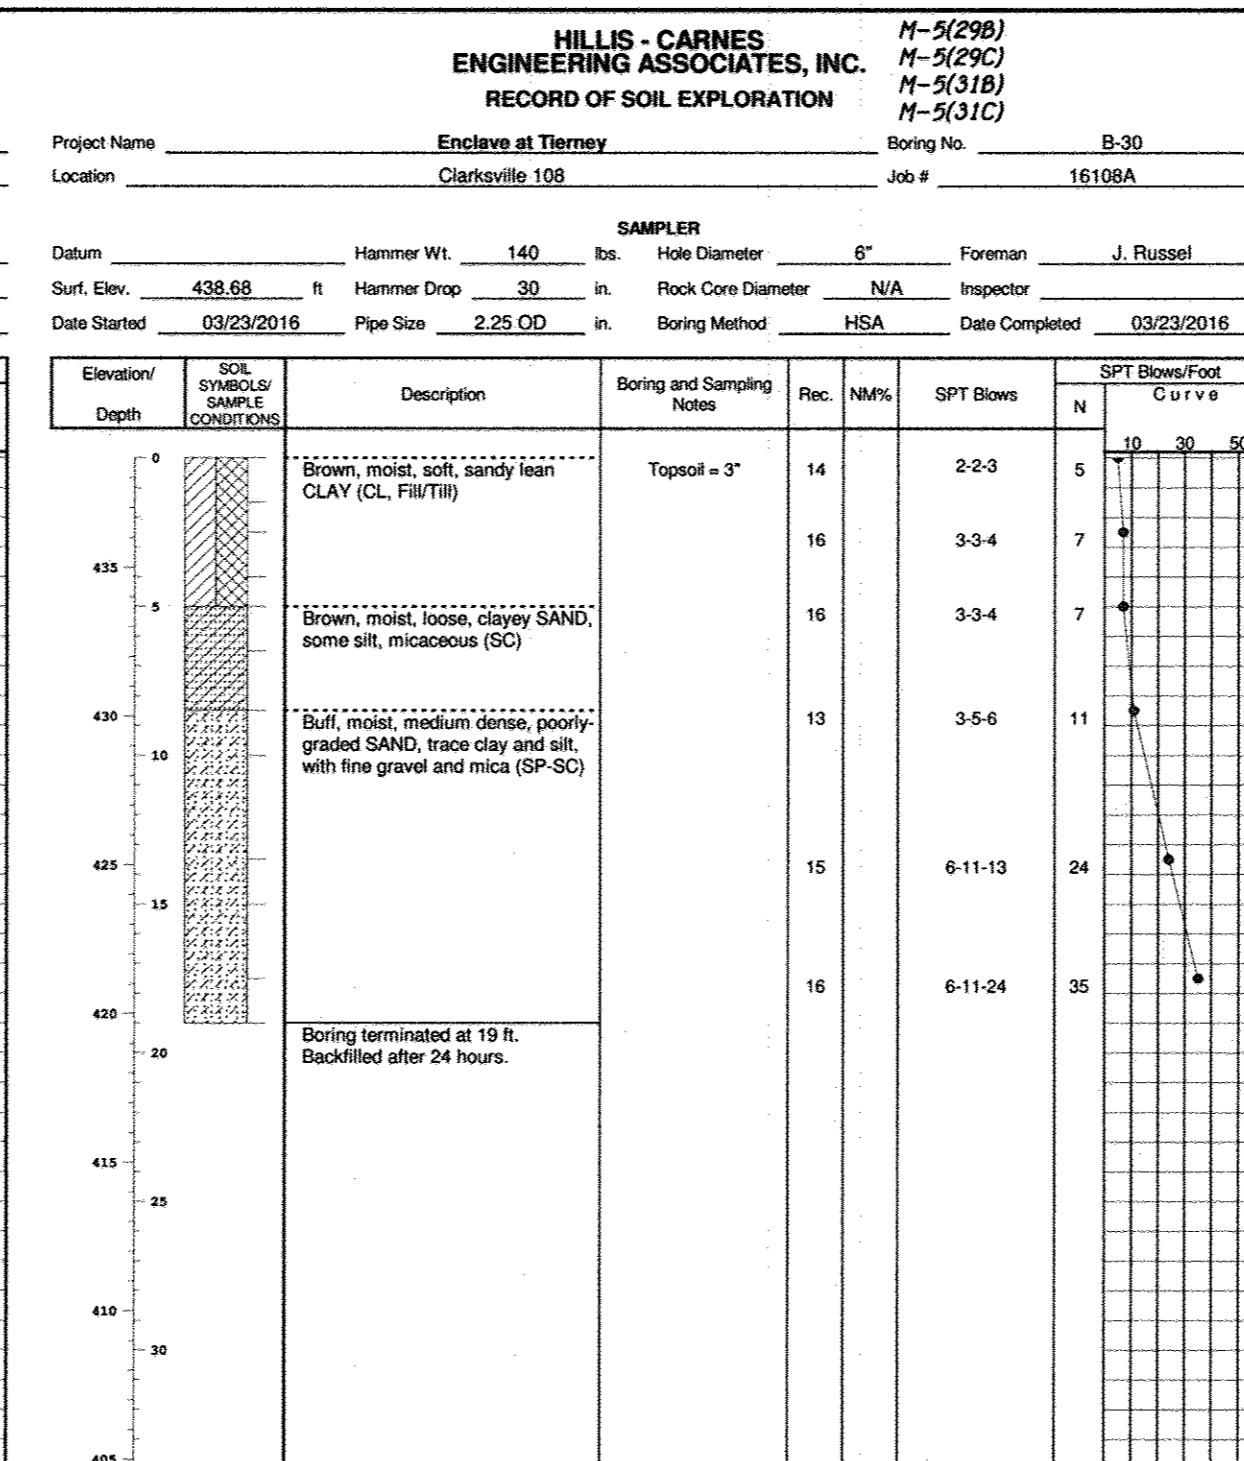 HILLIS - CARNES
ENGINEERING ASSOCIATES, INC.
RECORD OF SOIL EXPLORATION
M-5(29B)
M-5(29C)
M-5(31B)
M-5(31C)
Project Name Enclave at Tierney Boring No. B-30
Location Clarksville 108 Job # 16108A
SAMPLER
Datum Hammer Wt. 140 lbs. Hole Diameter 6" Foreman J. Russel
Surf. Elev. 438.68 ft Hammer Drop 30 in. Rock Core Diameter N/A Inspector
Date Started 03/23/2016 Pipe Size 2.25 OD in. Boring Method HSA Date Completed 03/23/2016
Elevation/ Depth SOIL SYMBOLS/ SAMPLE CONDITIONS Description Boring and Sampling Notes Rec. NM% SPT Blows SPT Blows/Foot N Curve
10 30 50
0 Brown, moist, soft, sandy lean Topsoil = 3" 14 2-2-3 5
CLAY (CL, Fill/Till)
16 3-3-4 7
435
5 Brown, moist, loose, clayey SAND, 16 3-3-4 7
some silt, micaceous (SC)
430 Buff, moist, medium dense, poorly- 13 3-5-6 11
graded SAND, trace clay and silt,
10 with fine gravel and mica (SP-SC)
425 15 6-11-13 24
15
16 6-11-24 35
420
Boring terminated at 19 ft.
20 Backfilled after 24 hours.
415
25
410
30
405